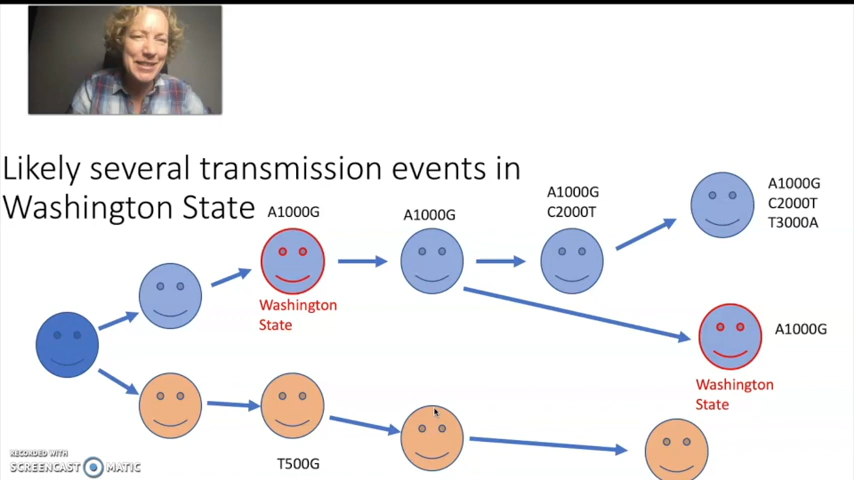 Likely several transmission events in
Washington State
A1000G
A1000G
A1000G
C2000T
A1000G
C2000T
T3000A
Washington
State
A1000G
Washington
State
T500G
RECORDED WITH
SCREENCAST MATIC